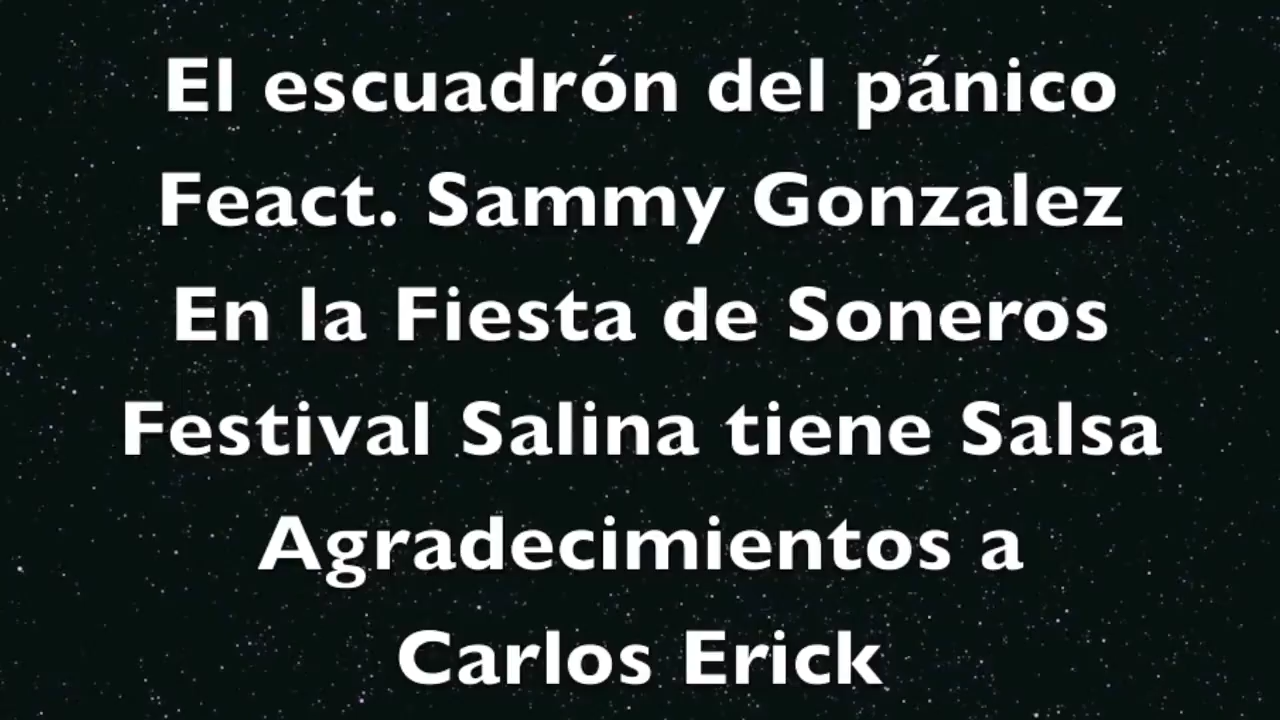 El escuadrón del pánico
Feact. Sammy Gonzalez
En la Fiesta de Soneros
Festival Salina tiene Salsa
Agradecimientos a
Carlos Erick